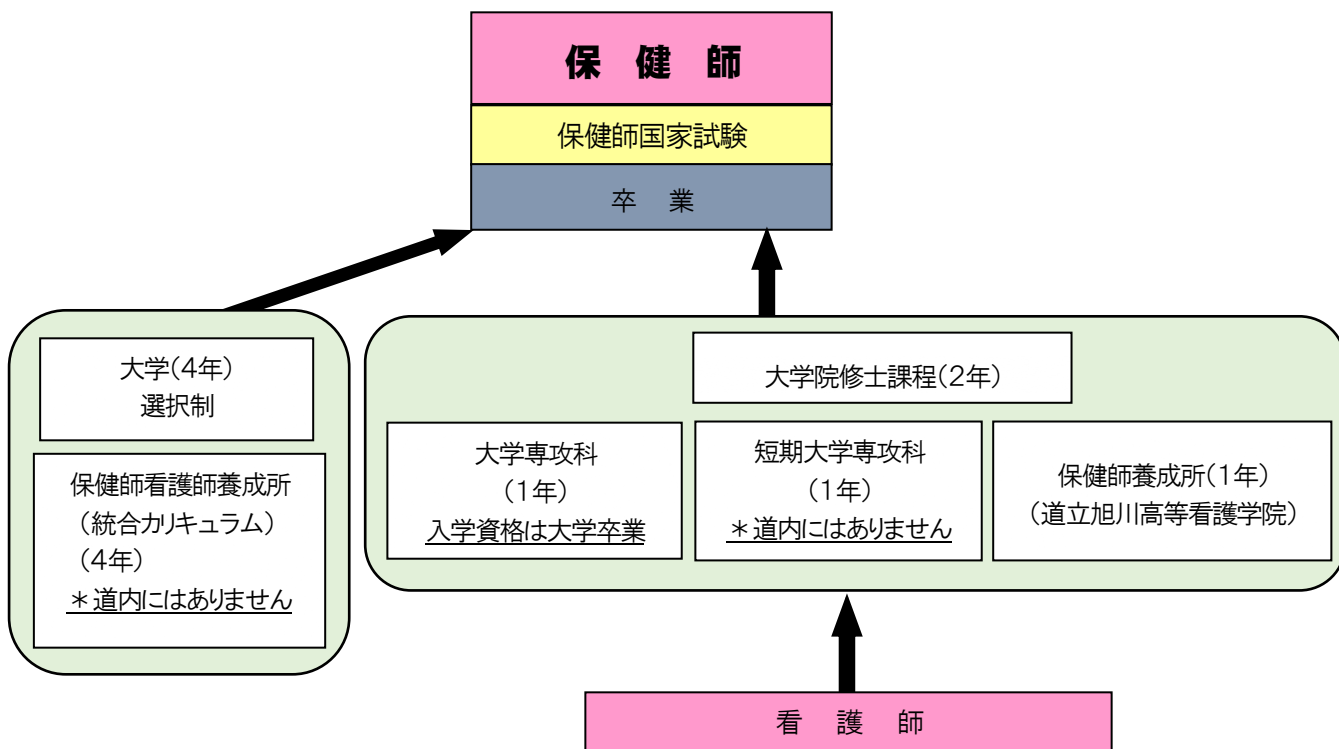 保 健 師
保健師国家試験
卒 業
大学(4年)
選択制
保健師看護師養成所
(統合カリキュラム)
(4年)
＊道内にはありません
大学院修士課程(2年)
大学専攻科
(1年)
入学資格は大学卒業
短期大学専攻科
(1年)
＊道内にはありません
保健師養成所(1年)
(道立旭川高等看護学院)
看 護 師